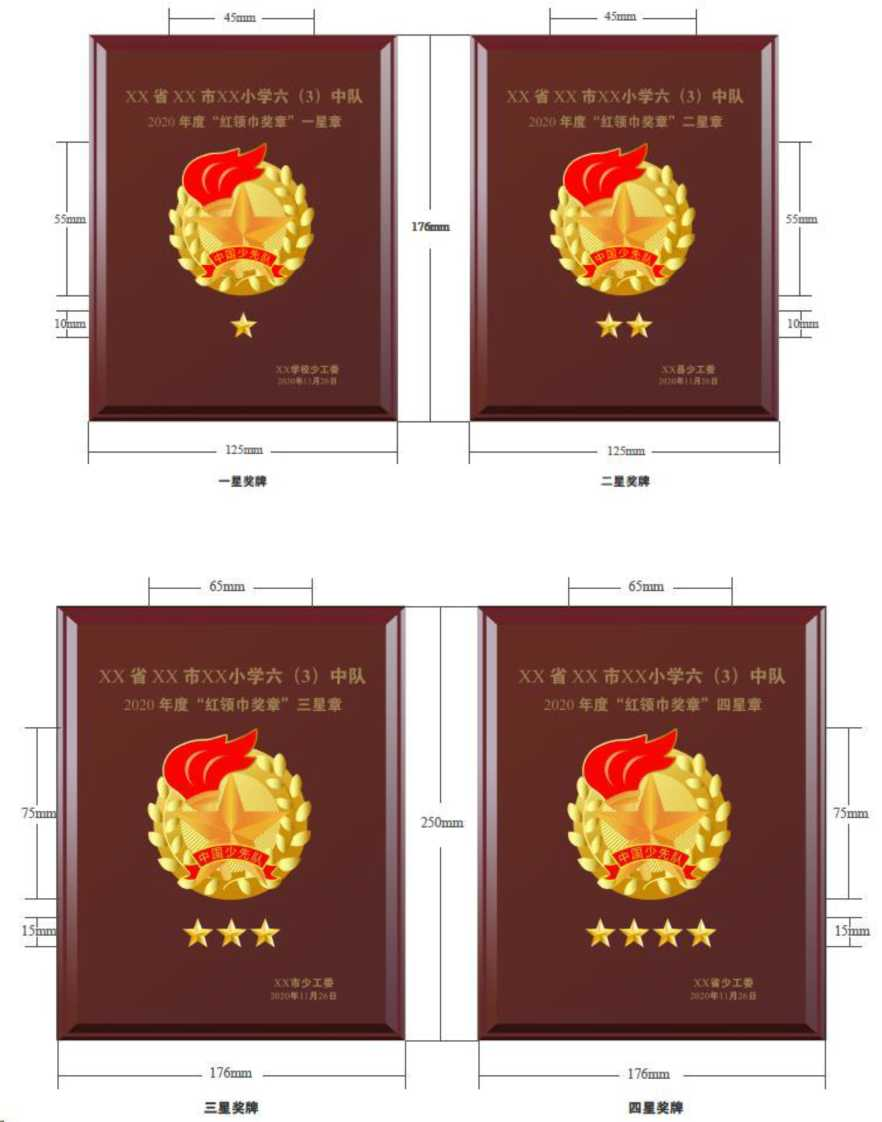 45mm
45mm
XX 省 XX 市XX小学六（3）中队
2020 年度“红领巾奖章”一星章
XX 省 XX 市XX小学六（3）中队
2020 年度“红领巾奖章”二星章
55mm
176mm
55mm
中国少先队
中国少先队
10mm
10mm
XX学校少工委
2020年11月26日
XX县少工委
2020年11月26日
125mm
125mm
一星奖牌
二星奖牌
65mm
65mm
XX 省 XX 市XX小学六（3）中队
2020 年度“红领巾奖章”三星章
XX 省 XX 市XX小学六（3）中队
2020 年度“红领巾奖章”四星章
75mm
250mm
75mm
中国少先队
中国少先队
15mm
15mm
XX市少工委
2020年11月26日
XX省少工委
2020年11月26日
176mm
176mm
三星奖牌
四星奖牌